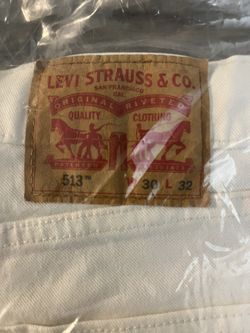 LEVI STRAUSS & CO.
SAN FRANCISCO
CAL.
ORIGINAL RIVETED
QUALITY CLOTHING
513™ W 30 L 32